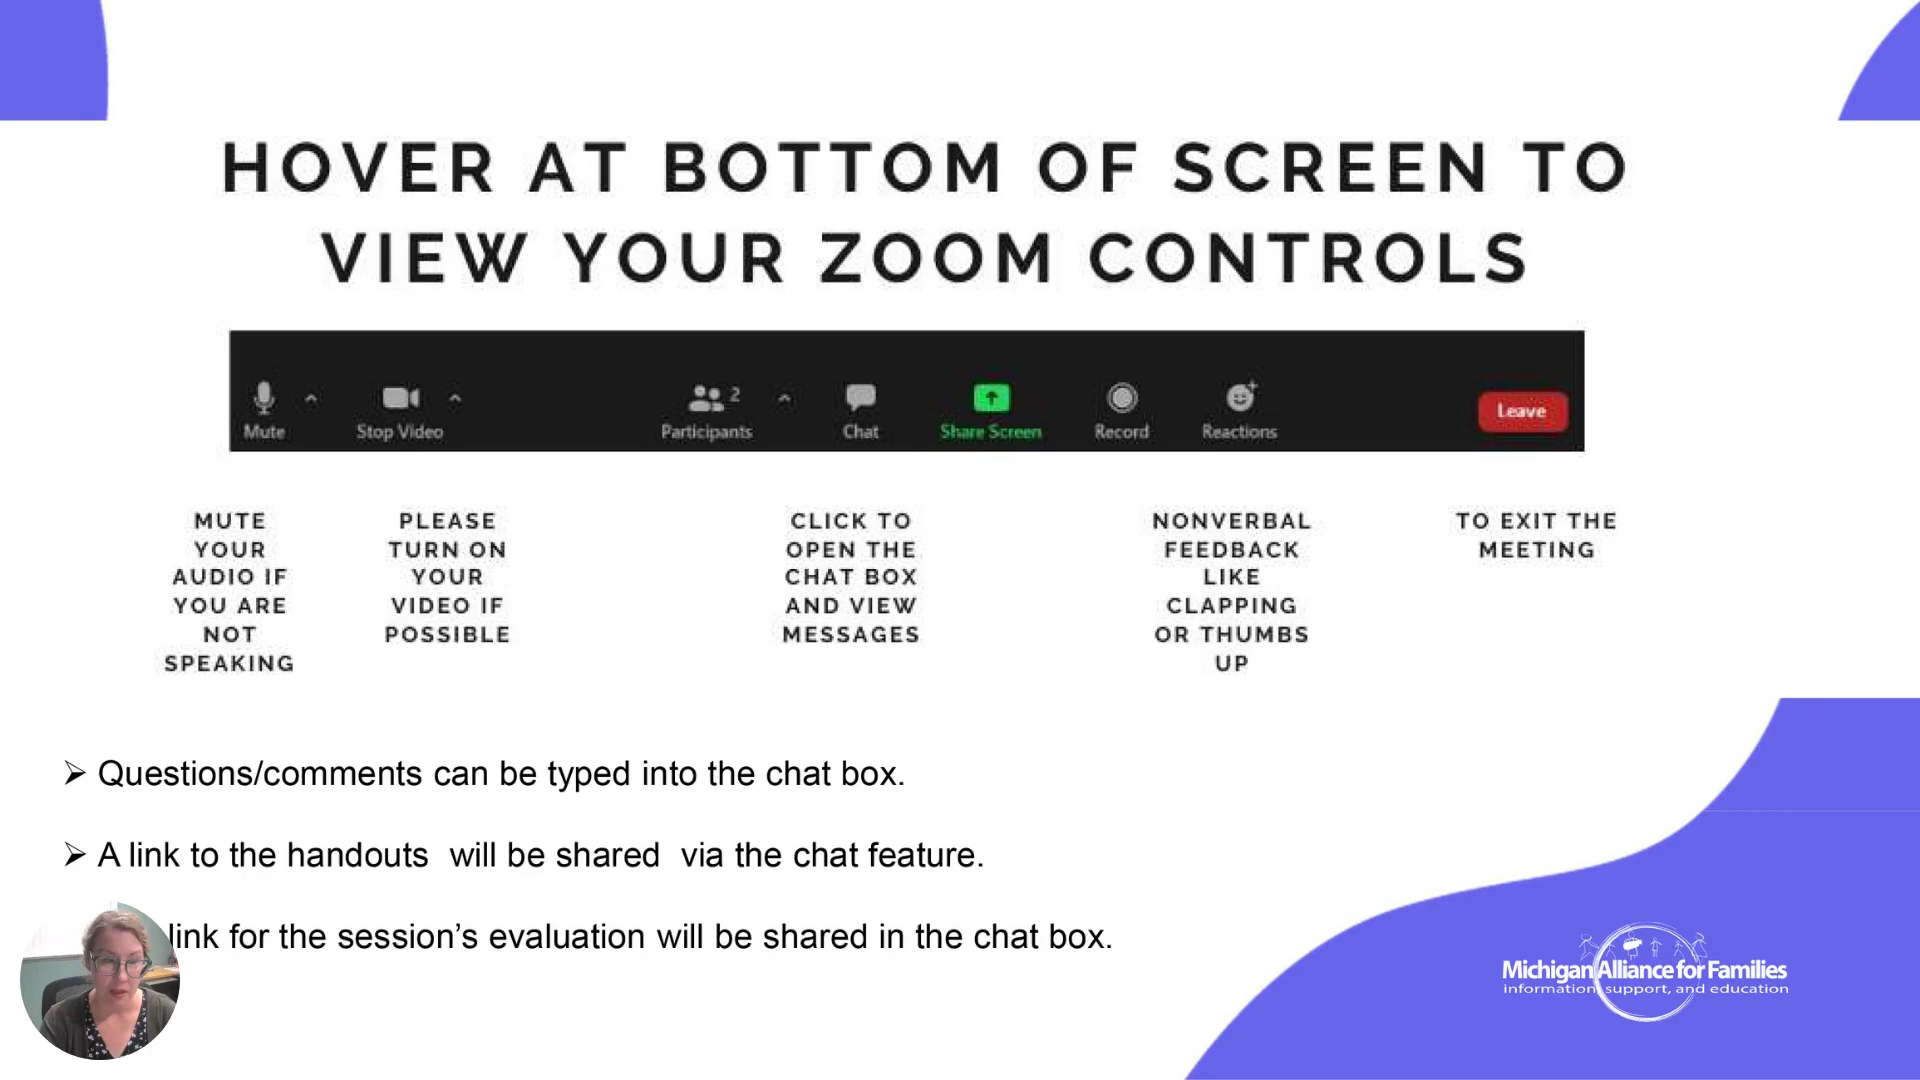 HOVER AT BOTTOM OF SCREEN TO
VIEW YOUR ZOOM CONTROLS
2
Mute
Stop Video
Participants
Chat
Share Screen
Record
Reactions
Leave
MUTE
YOUR
AUDIO IF
YOU ARE
NOT
SPEAKING
PLEASE
TURN ON
YOUR
VIDEO IF
POSSIBLE
CLICK TO
OPEN THE
CHAT BOX
AND VIEW
MESSAGES
NONVERBAL
FEEDBACK
LIKE
CLAPPING
OR THUMBS
UP
TO EXIT THE
MEETING
➢ Questions/comments can be typed into the chat box.
➢ A link to the handouts will be shared via the chat feature.
link for the session’s evaluation will be shared in the chat box.
Michigan Alliance for Families
information, support, and education